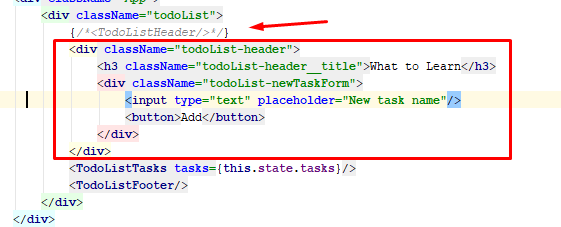 <div className="App">
<div className="todoList">
{/*<TodoListHeader/>*/}
<div className="todoList-header">
<h3 className="todoList-header__title">What to Learn</h3>
<div className="todoList-newTaskForm">
<input type="text" placeholder="New task name"/>
<button>Add</button>
</div>
</div>
<TodoListTasks tasks={this.state.tasks}/>
<TodoListFooter/>
</div>
</div>